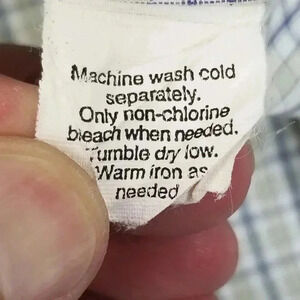 Machine wash cold
separately.
Only non-chlorine
bleach when needed.
Tumble dry low.
Warm iron as
needed